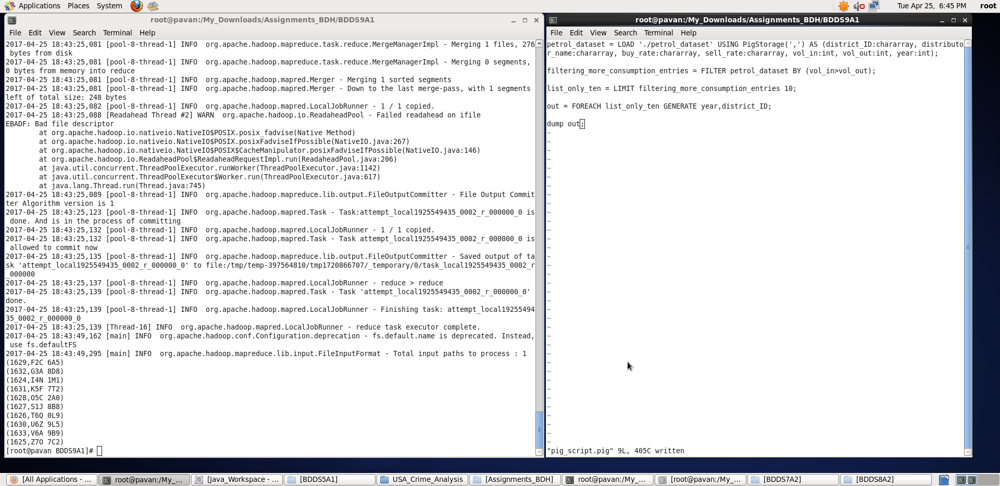 Applications Places System Tue Apr 25, 6:45 PM root
root@pavan:/My_Downloads/Assignments_BDH/BDDS9A1
File Edit View Search Terminal Help
2017-04-25 18:43:25,081 [pool-8-thread-1] INFO  org.apache.hadoop.mapreduce.task.reduce.MergeManagerImpl - Merging 1 files, 276
 bytes from disk
2017-04-25 18:43:25,081 [pool-8-thread-1] INFO  org.apache.hadoop.mapreduce.task.reduce.MergeManagerImpl - Merging 0 segments,
0 bytes from memory into reduce
2017-04-25 18:43:25,081 [pool-8-thread-1] INFO  org.apache.hadoop.mapred.Merger - Merging 1 sorted segments
2017-04-25 18:43:25,081 [pool-8-thread-1] INFO  org.apache.hadoop.mapred.Merger - Down to the last merge-pass, with 1 segments
left of total size: 248 bytes
2017-04-25 18:43:25,082 [pool-8-thread-1] INFO  org.apache.hadoop.mapred.LocalJobRunner - 1 / 1 copied.
2017-04-25 18:43:25,088 [Readahead Thread #2] WARN  org.apache.hadoop.io.ReadaheadPool - Failed readahead on ifile
EBADF: Bad file descriptor
        at org.apache.hadoop.io.nativeio.NativeIO$POSIX.posix_fadvise(Native Method)
        at org.apache.hadoop.io.nativeio.NativeIO$POSIX.posixFadviseIfPossible(NativeIO.java:267)
        at org.apache.hadoop.io.nativeio.NativeIO$POSIX$CacheManipulator.posixFadviseIfPossible(NativeIO.java:146)
        at org.apache.hadoop.io.ReadaheadPool$ReadaheadRequestImpl.run(ReadaheadPool.java:206)
        at java.util.concurrent.ThreadPoolExecutor.runWorker(ThreadPoolExecutor.java:1142)
        at java.util.concurrent.ThreadPoolExecutor$Worker.run(ThreadPoolExecutor.java:617)
        at java.lang.Thread.run(Thread.java:745)
2017-04-25 18:43:25,089 [pool-8-thread-1] INFO  org.apache.hadoop.mapreduce.lib.output.FileOutputCommitter - File Output Commit
ter Algorithm version is 1
2017-04-25 18:43:25,123 [pool-8-thread-1] INFO  org.apache.hadoop.mapred.Task - Task:attempt_local1925549435_0002_r_000000_0 is
 done. And is in the process of committing
2017-04-25 18:43:25,132 [pool-8-thread-1] INFO  org.apache.hadoop.mapred.LocalJobRunner - 1 / 1 copied.
2017-04-25 18:43:25,132 [pool-8-thread-1] INFO  org.apache.hadoop.mapred.Task - Task attempt_local1925549435_0002_r_000000_0 is
 allowed to commit now
2017-04-25 18:43:25,135 [pool-8-thread-1] INFO  org.apache.hadoop.mapreduce.lib.output.FileOutputCommitter - Saved output of ta
sk 'attempt_local1925549435_0002_r_000000_0' to file:/tmp/temp-397564810/tmp1720866707/_temporary/0/task_local1925549435_0002_r
_000000
2017-04-25 18:43:25,137 [pool-8-thread-1] INFO  org.apache.hadoop.mapred.LocalJobRunner - reduce > reduce
2017-04-25 18:43:25,139 [pool-8-thread-1] INFO  org.apache.hadoop.mapred.Task - Task 'attempt_local1925549435_0002_r_000000_0'
done.
2017-04-25 18:43:25,139 [pool-8-thread-1] INFO  org.apache.hadoop.mapred.LocalJobRunner - Finishing task: attempt_local19255494
35_0002_r_000000_0
2017-04-25 18:43:25,139 [Thread-16] INFO  org.apache.hadoop.mapred.LocalJobRunner - reduce task executor complete.
2017-04-25 18:43:49,162 [main] INFO  org.apache.hadoop.conf.Configuration.deprecation - fs.default.name is deprecated. Instead,
 use fs.defaultFS
2017-04-25 18:43:49,295 [main] INFO  org.apache.hadoop.mapreduce.lib.input.FileInputFormat - Total input paths to process : 1
(1629,F2C 6A5)
(1632,G3A 8D8)
(1624,I4N 1M1)
(1631,K5F 7T2)
(1628,O5C 2A0)
(1627,S1J 8B8)
(1626,T6Q 0L9)
(1630,U6Z 9L5)
(1633,V6A 9B9)
(1625,Z7O 7C2)
[root@pavan BDDS9A1]#
root@pavan:/My_Downloads/Assignments_BDH/BDDS9A1
File Edit View Search Terminal Help
petrol_dataset = LOAD './petrol_dataset' USING PigStorage(',') AS (district_ID:chararray, distributo
r_name:chararray, buy_rate:chararray, sell_rate:chararray, vol_in:int, vol_out:int, year:int);
filtering_more_consumption_entries = FILTER petrol_dataset BY (vol_in>vol_out);
list_only_ten = LIMIT filtering_more_consumption_entries 10;
out = FOREACH list_only_ten GENERATE year,district_ID;
dump out;
"pig_script.pig" 9L, 405C written
[All Applications - ... root@pavan:/My_... [Java_Workspace - ... [BDDS5A1] USA_Crime_Analysis [Assignments_BDH] root@pavan:/My_... [root@pavan:/My_... [BDDS7A2] [BDDS8A2]